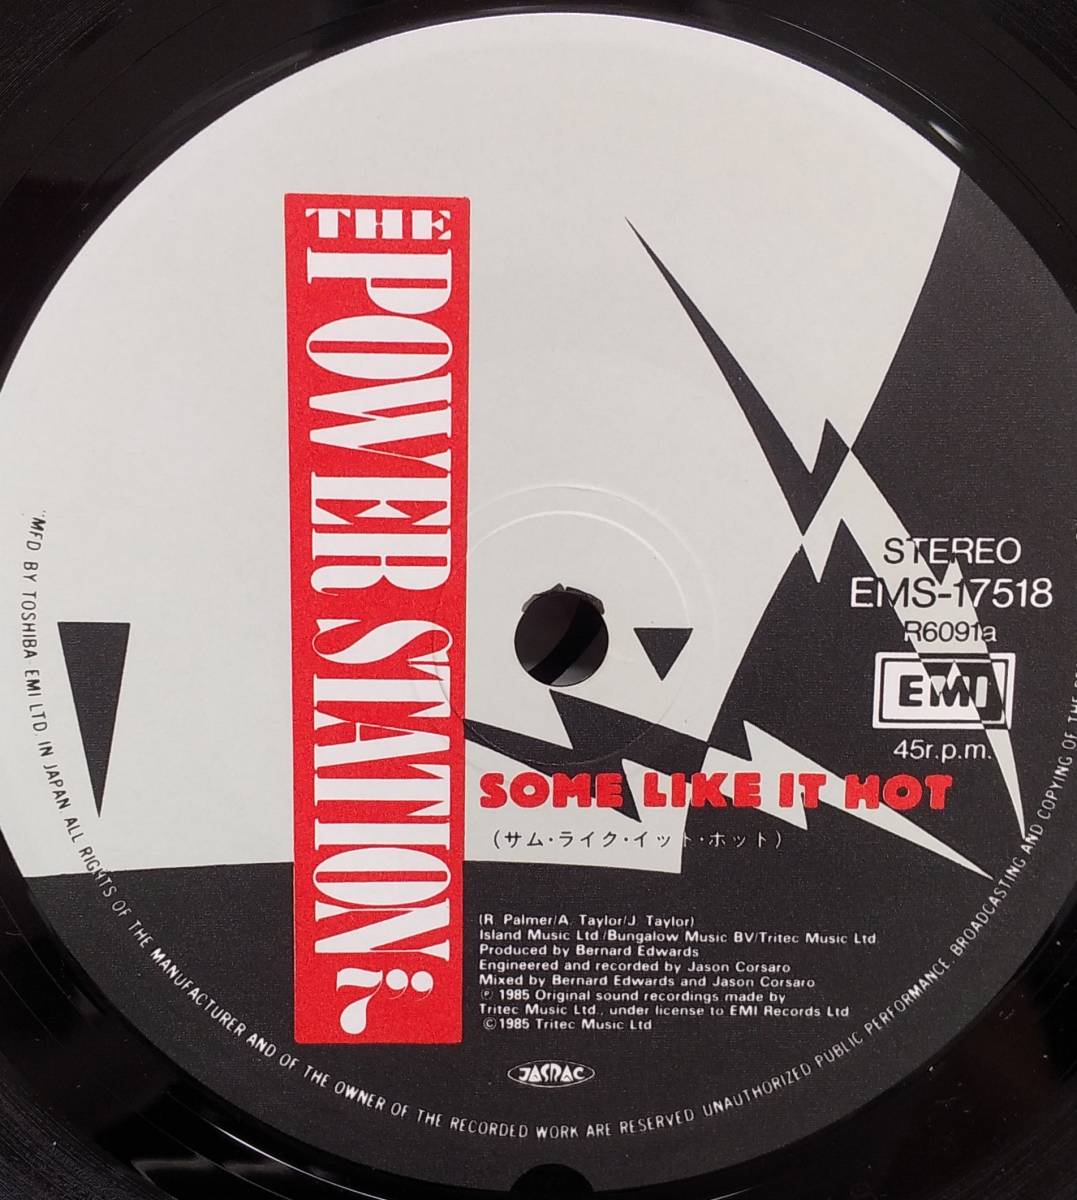 THE POWER STATION:7
STEREO
EMS-17518
R6091a
EMI
45r.p.m.
SOME LIKE IT HOT
(サム・ライク・イット・ホット)
(R. Palmer/A. Taylor/J. Taylor)
Island Music Ltd./Bungalow Music BV/Tritec Music Ltd.
Produced by Bernard Edwards
Engineered and recorded by Jason Corsaro
Mixed by Bernard Edwards and Jason Corsaro
℗ 1985 Original sound recordings made by
Tritec Music Ltd., under license to EMI Records Ltd
© 1985 Tritec Music Ltd
JASRAC
"MFD BY TOSHIBA EMI LTD. IN JAPAN. ALL RIGHTS OF THE MANUFACTURER AND OF THE OWNER OF THE RECORDED WORK ARE RESERVED UNAUTHORIZED PUBLIC PERFORMANCE, BROADCASTING AND COPYING OF THE